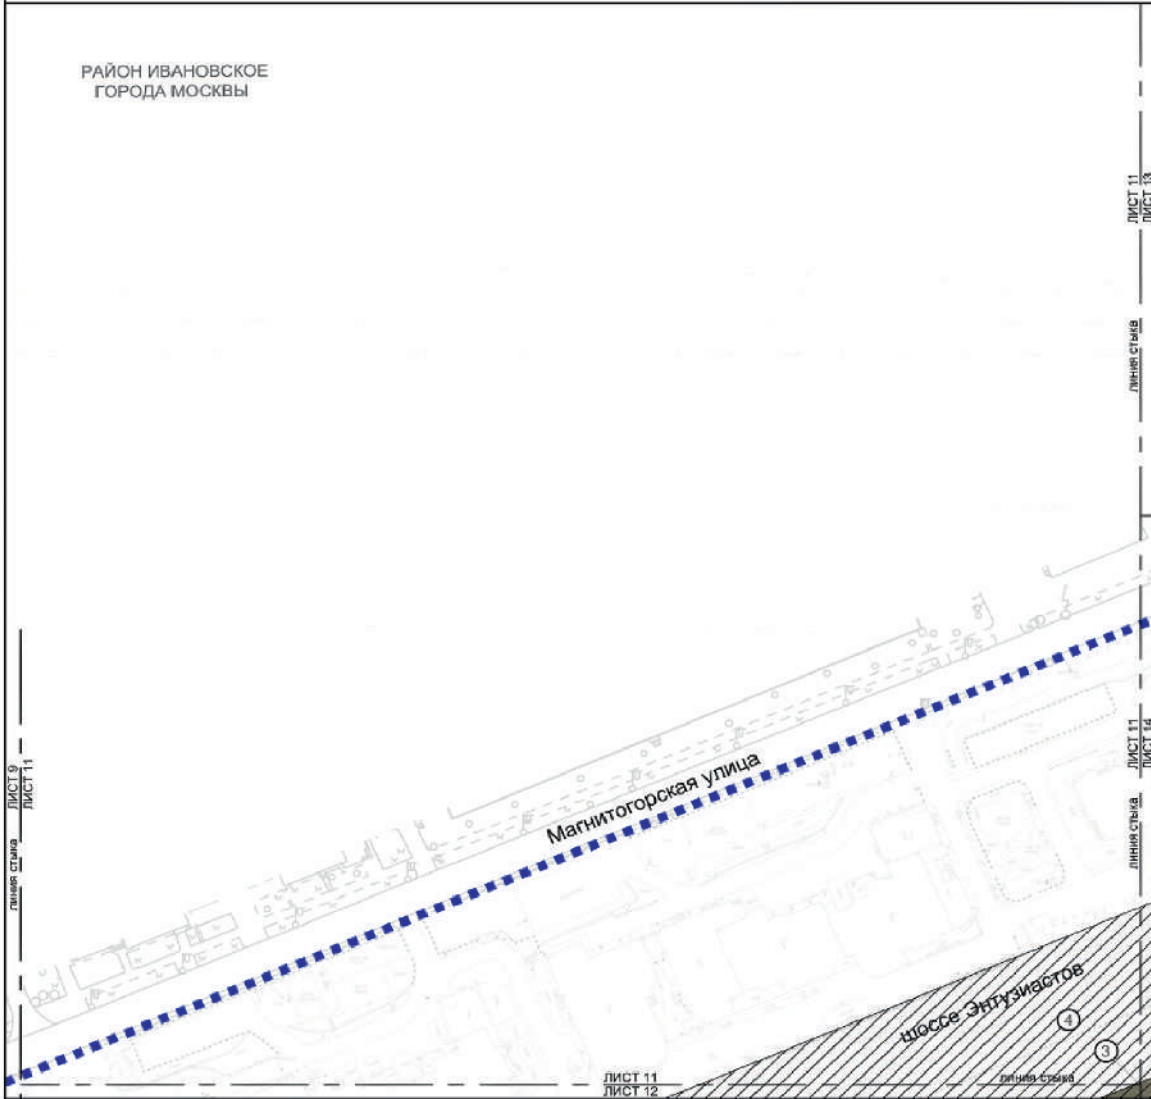 РАЙОН ИВАНОВСКОЕ
ГОРОДА МОСКВЫ
ЛИСТ 11
ЛИСТ 13
линия стыка
Магнитогорская улица
ЛИСТ 9
ЛИСТ 11
линия стыка
ЛИСТ 11
ЛИСТ 14
линия стыка
шоссе Энтузиастов
4
3
ЛИСТ 11
ЛИСТ 12
линия стыка